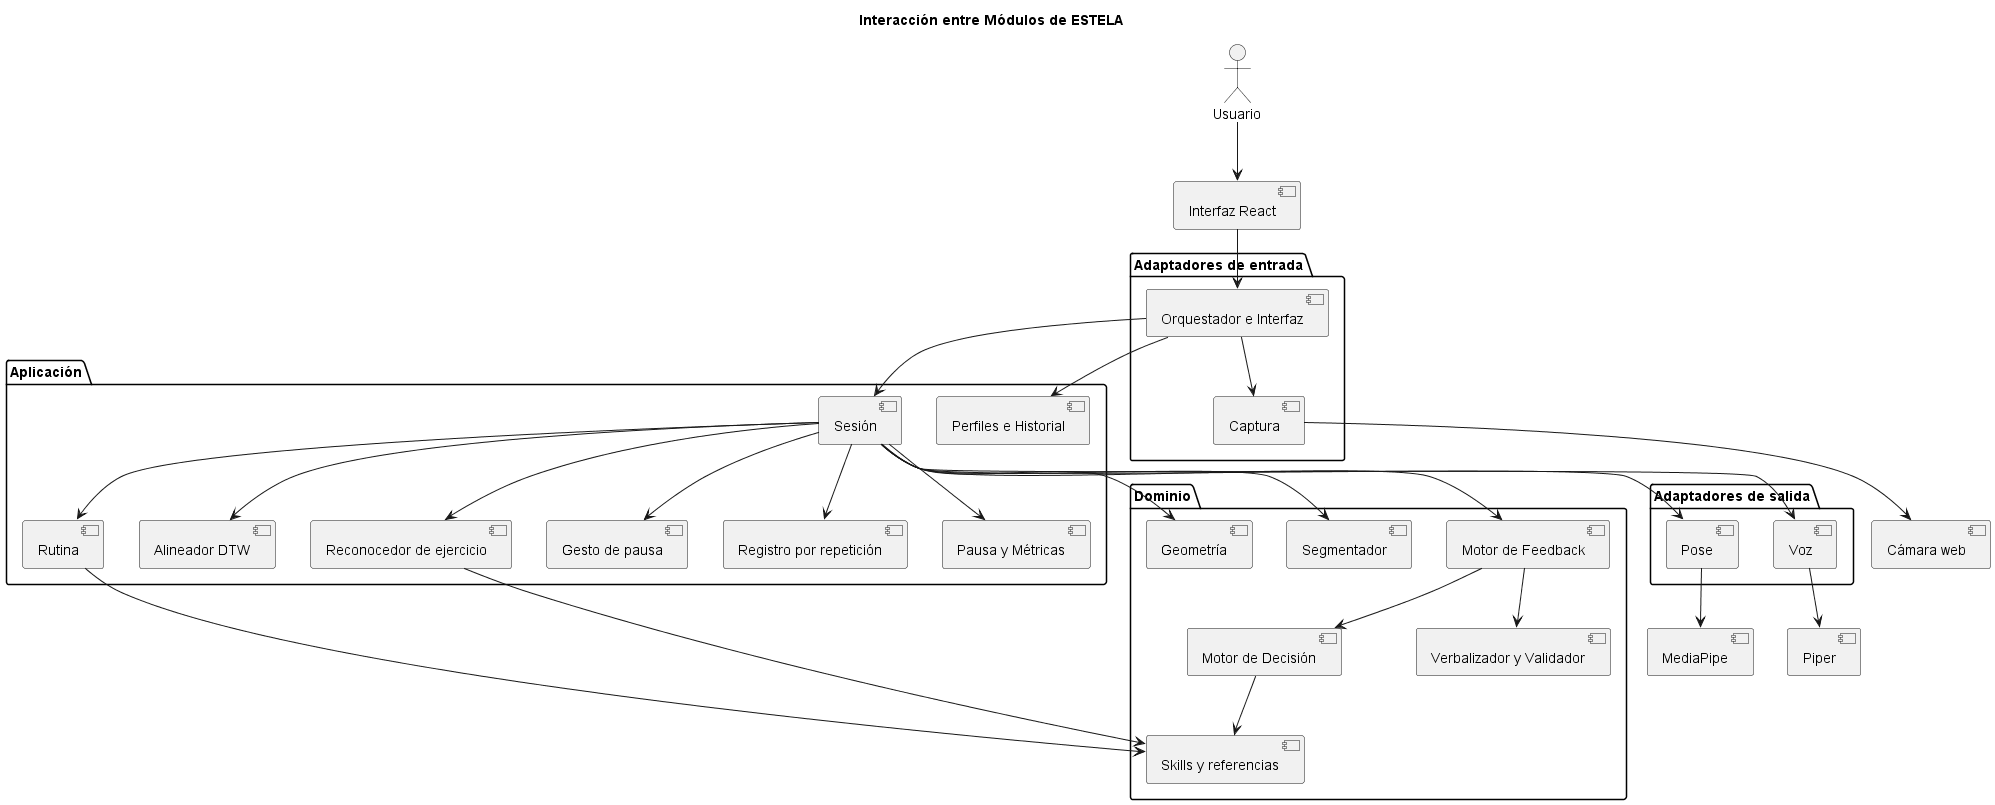 Interacción entre Módulos de ESTELA
Usuario
Interfaz React
Adaptadores de entrada
Orquestador e Interfaz
Aplicación
Sesión
Perfiles e Historial
Captura
Dominio
Adaptadores de salida
Rutina
Alineador DTW
Reconocedor de ejercicio
Gesto de pausa
Registro por repetición
Pausa y Métricas
Geometría
Segmentador
Motor de Feedback
Pose
Voz
Cámara web
Motor de Decisión
Verbalizador y Validador
MediaPipe
Piper
Skills y referencias